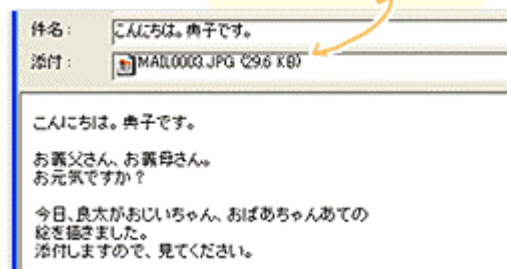 件名: こんにちは。典子です。
添付: MAIL0003.JPG (29.6 KB)
こんにちは。典子です。
お義父さん、お義母さん。
お元気ですか?
今日、良太がおじいちゃん、おばあちゃんあての
絵を描きました。
添付しますので、見てください。